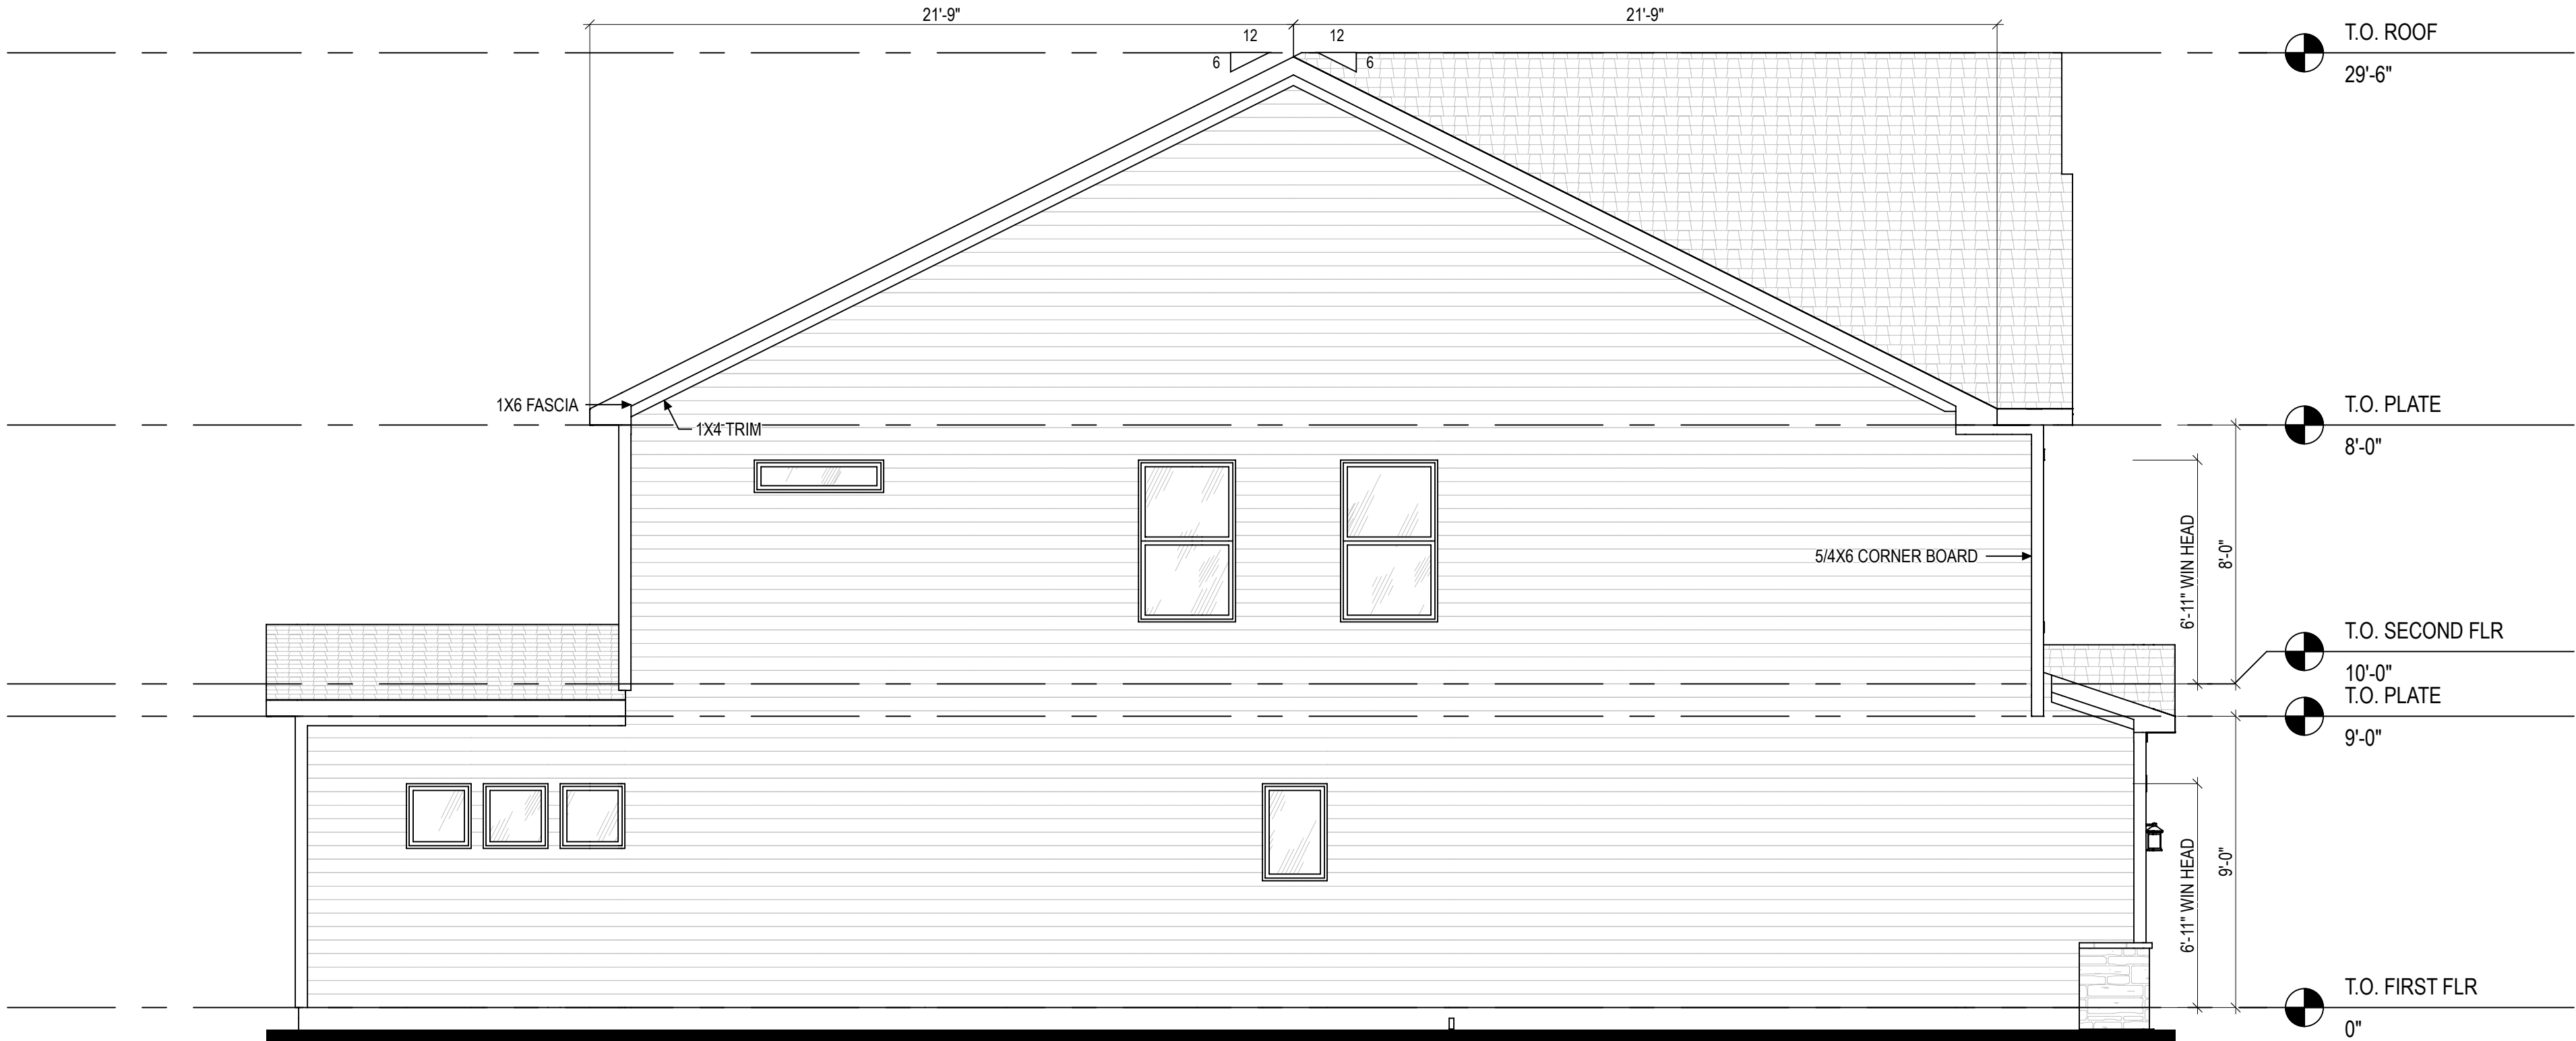 21'-9"
21'-9"
12
12
6
6
T.O. ROOF
29'-6"
1X6 FASCIA
1X4 TRIM
T.O. PLATE
8'-0"
5/4X6 CORNER BOARD
6'-11" WIN HEAD
8'-0"
T.O. SECOND FLR
10'-0"
T.O. PLATE
9'-0"
6'-11" WIN HEAD
9'-0"
T.O. FIRST FLR
0"